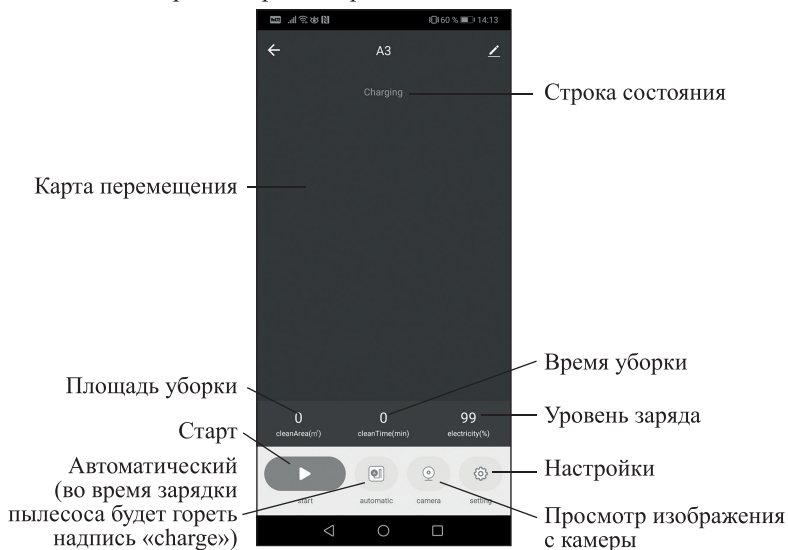 60 % 14:13
A3
Charging
Строка состояния
Карта перемещения
Время уборки
Площадь уборки
0 0 99
cleanArea(㎡) cleanTime(min) electricity(%)
Уровень заряда
Старт
Настройки
Автоматический
(во время зарядки
пылесоса будет гореть
надпись «charge»)
start automatic camera setting
Просмотр изображения
с камеры